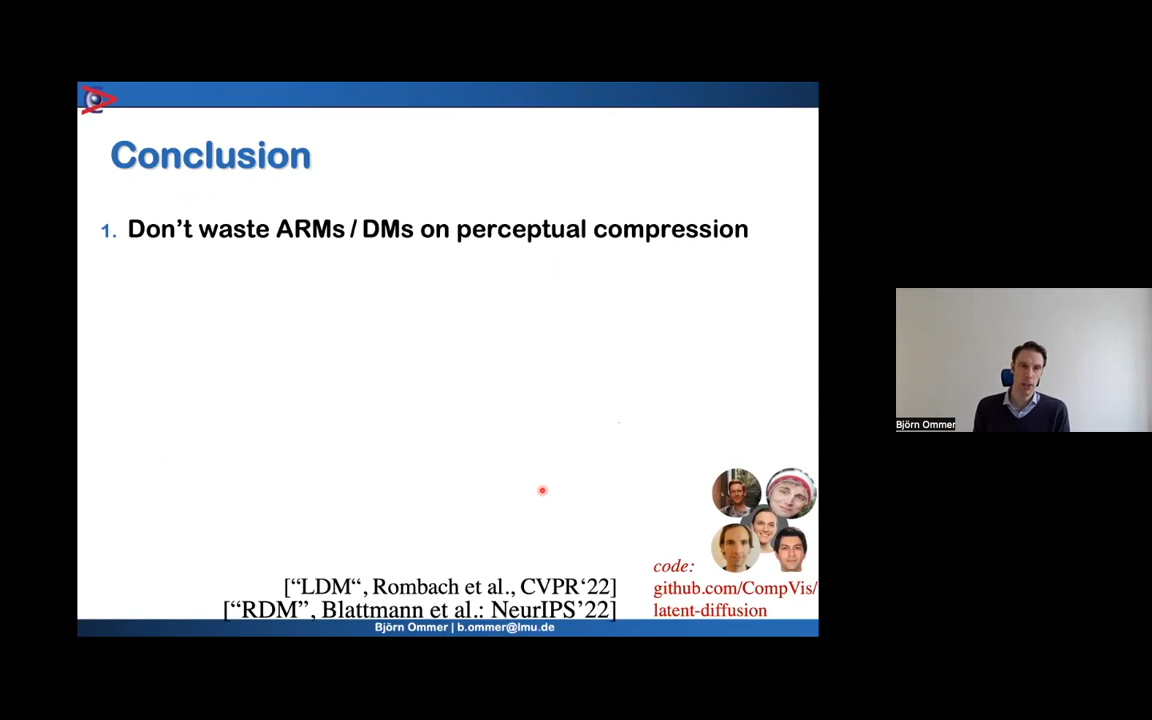 Conclusion
1. Don't waste ARMs / DMs on perceptual compression
Björn Ommer
["LDM“, Rombach et al., CVPR‘22]
["RDM”, Blattmann et al.: NeurIPS’22]
code:
github.com/CompVis/
latent-diffusion
Björn Ommer | b.ommer@lmu.de